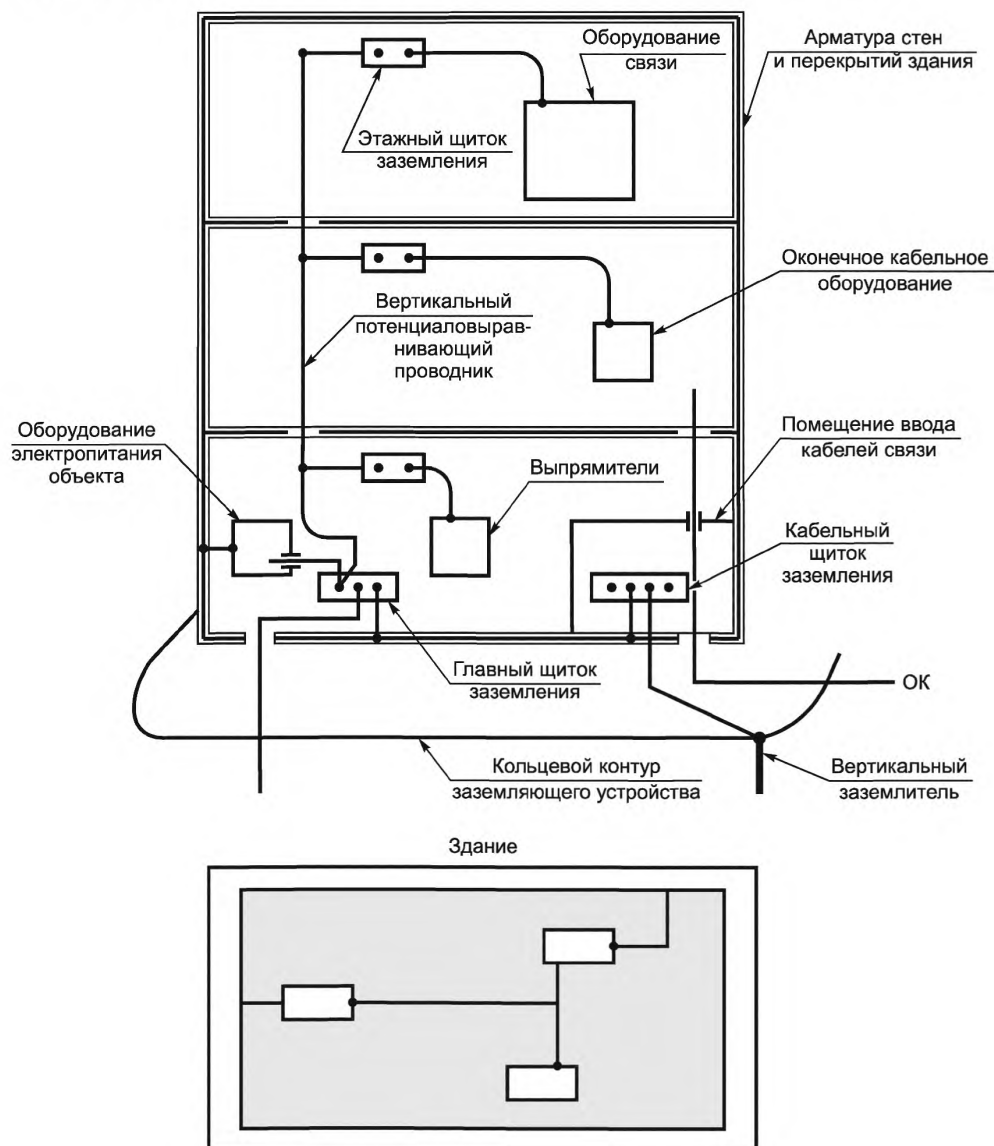 Оборудование
связи
Арматура стен
и перекрытий здания
Этажный щиток
заземления
Оконечное кабельное
оборудование
Вертикальный
потенциаловырав-
нивающий
проводник
Оборудование
электропитания
объекта
Помещение ввода
кабелей связи
Выпрямители
Кабельный
щиток
заземления
Главный щиток
заземления
ОК
Кольцевой контур
заземляющего устройства
Вертикальный
заземлитель
Здание